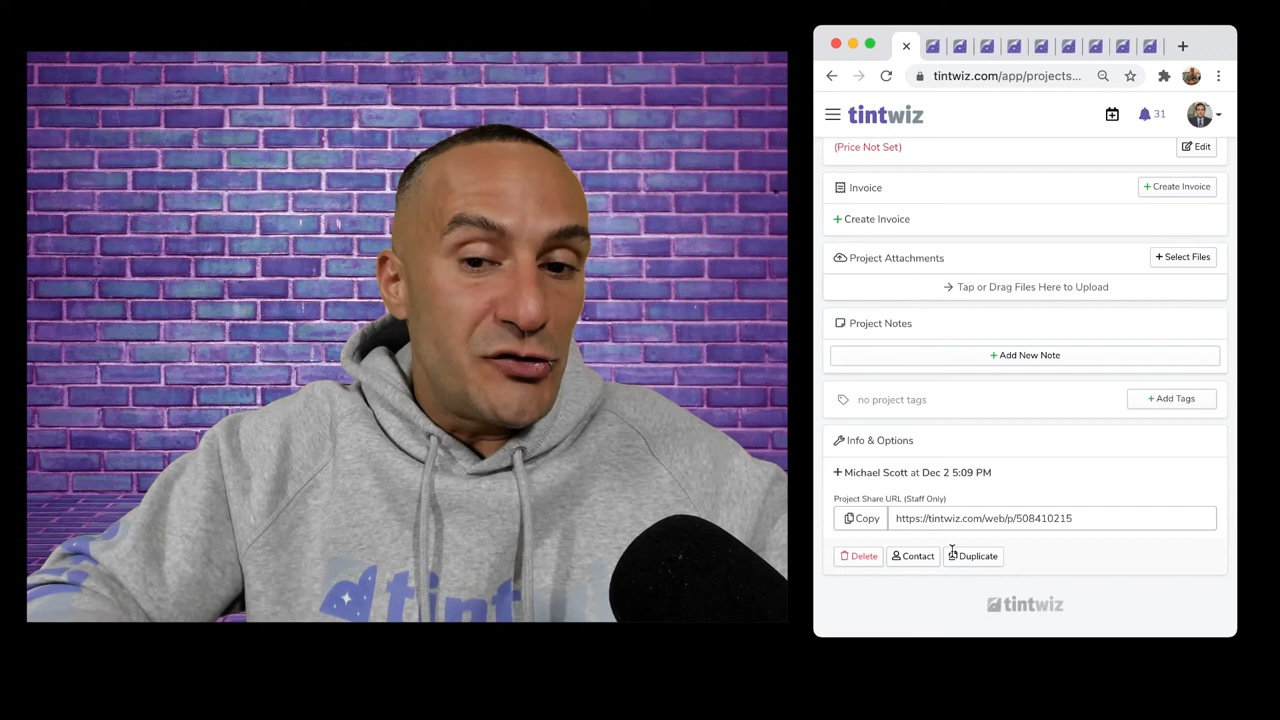 tintwiz.com/app/projects...
tintwiz
31
(Price Not Set)
Edit
Invoice
+ Create Invoice
+ Create Invoice
Project Attachments
+ Select Files
→ Tap or Drag Files Here to Upload
Project Notes
+ Add New Note
no project tags
+ Add Tags
Info & Options
+ Michael Scott at Dec 2 5:09 PM
Project Share URL (Staff Only)
Copy
https://tintwiz.com/web/p/508410215
Delete
Contact
Duplicate
tintwiz
tint